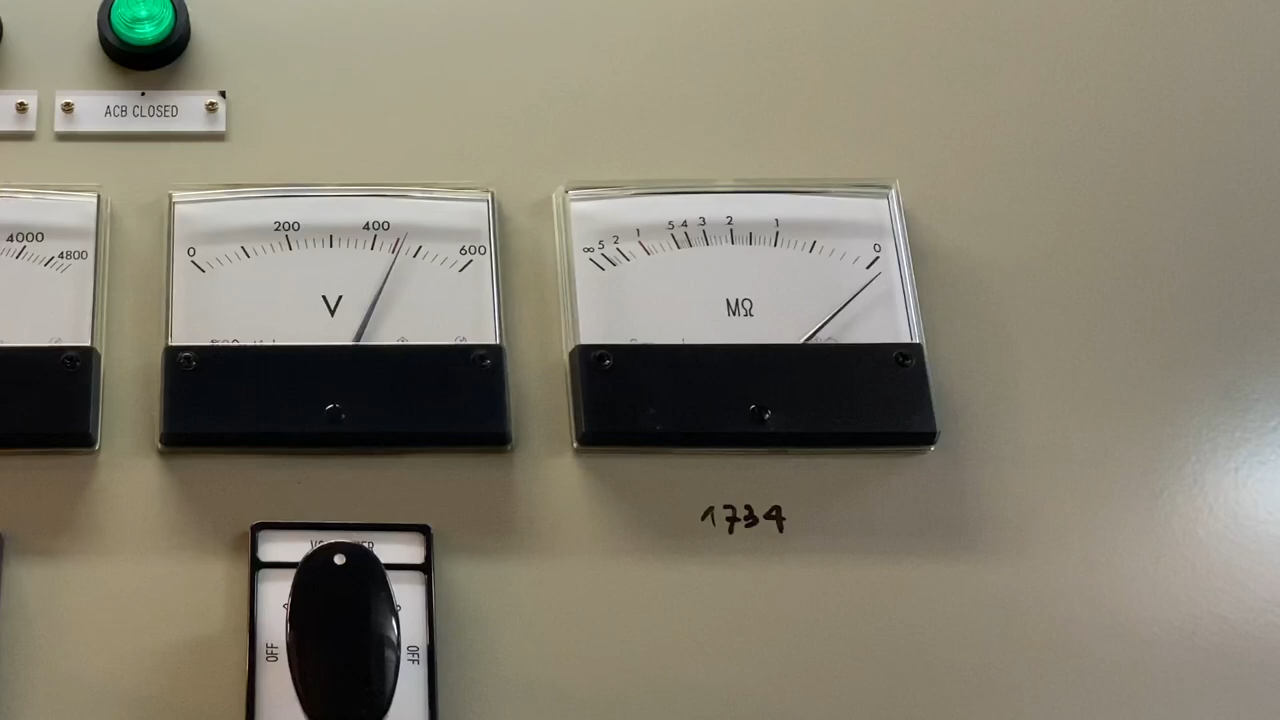 ACB CLOSED
4000
4800
0 200 400 600
V
∞ 5 2 1 5 4 3 2 1 0
MΩ
1734
OFF
OFF